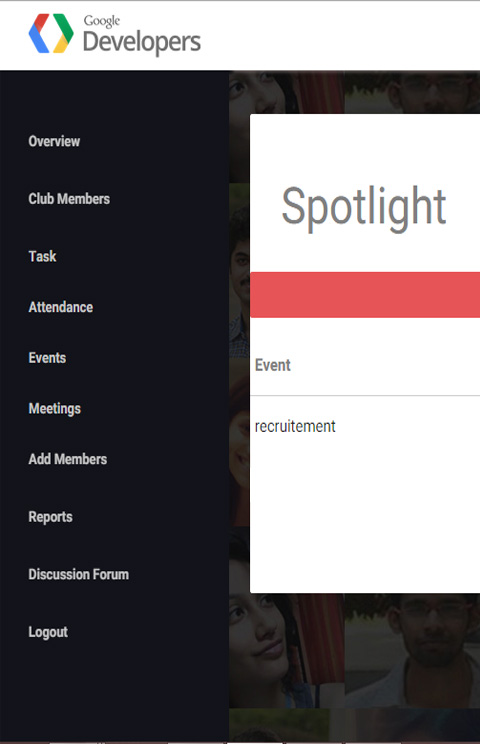 Google
Developers
Overview
Club Members
Task
Attendance
Events
Meetings
Add Members
Reports
Discussion Forum
Logout
Spotlight
Event
recruitement